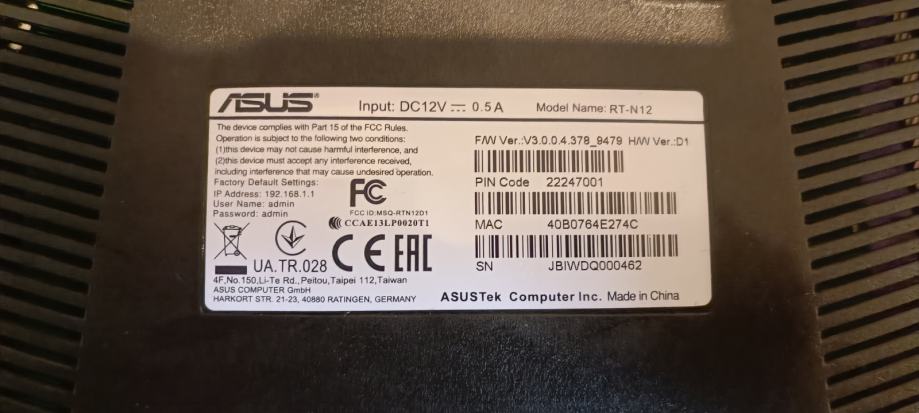 ASUS® Input: DC12V 0.5 A Model Name: RT-N12
The device complies with Part 15 of the FCC Rules.
Operation is subject to the following two conditions:
(1)this device may not cause harmful interference, and
(2)this device must accept any interference received,
including interference that may cause undesired operation.
Factory Default Settings:
IP Address: 192.168.1.1
User Name: admin
Password: admin
FC
FCC ID:MSQ-RTN12D1
CCAE13LP0020T1
UA.TR.028
CE EAC
4F,No.150,Li-Te Rd.,Peitou,Taipei 112,Taiwan
ASUS COMPUTER GmbH
HARKORT STR. 21-23, 40880 RATINGEN, GERMANY
F/W Ver.:V3.0.0.4.378_9479 H/W Ver.:D1
PIN Code 22247001
MAC 40B0764E274C
SN JBIWDQ000462
ASUSTek Computer Inc. Made in China